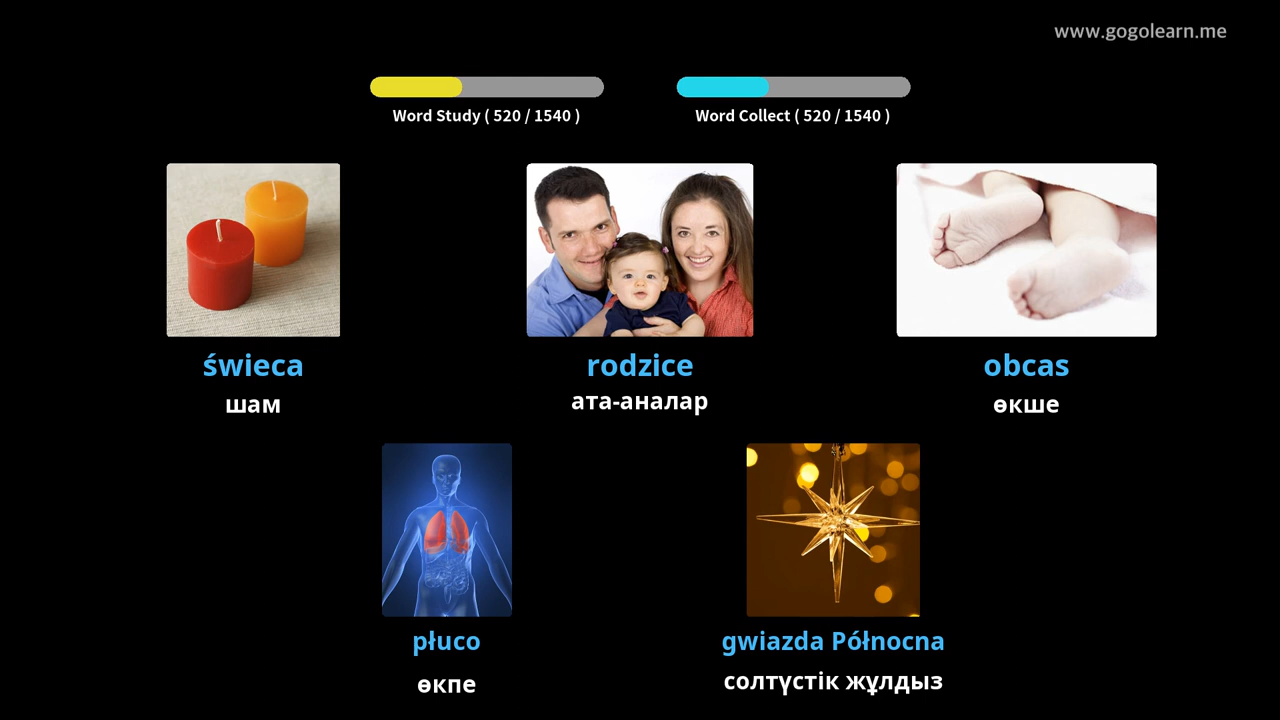 www.gogolearn.me
Word Study ( 520 / 1540 )
Word Collect ( 520 / 1540 )
świeca
rodzice
obcas
шам
ата-аналар
өкше
płuco
gwiazda Północna
өкпе
солтүстік жұлдыз